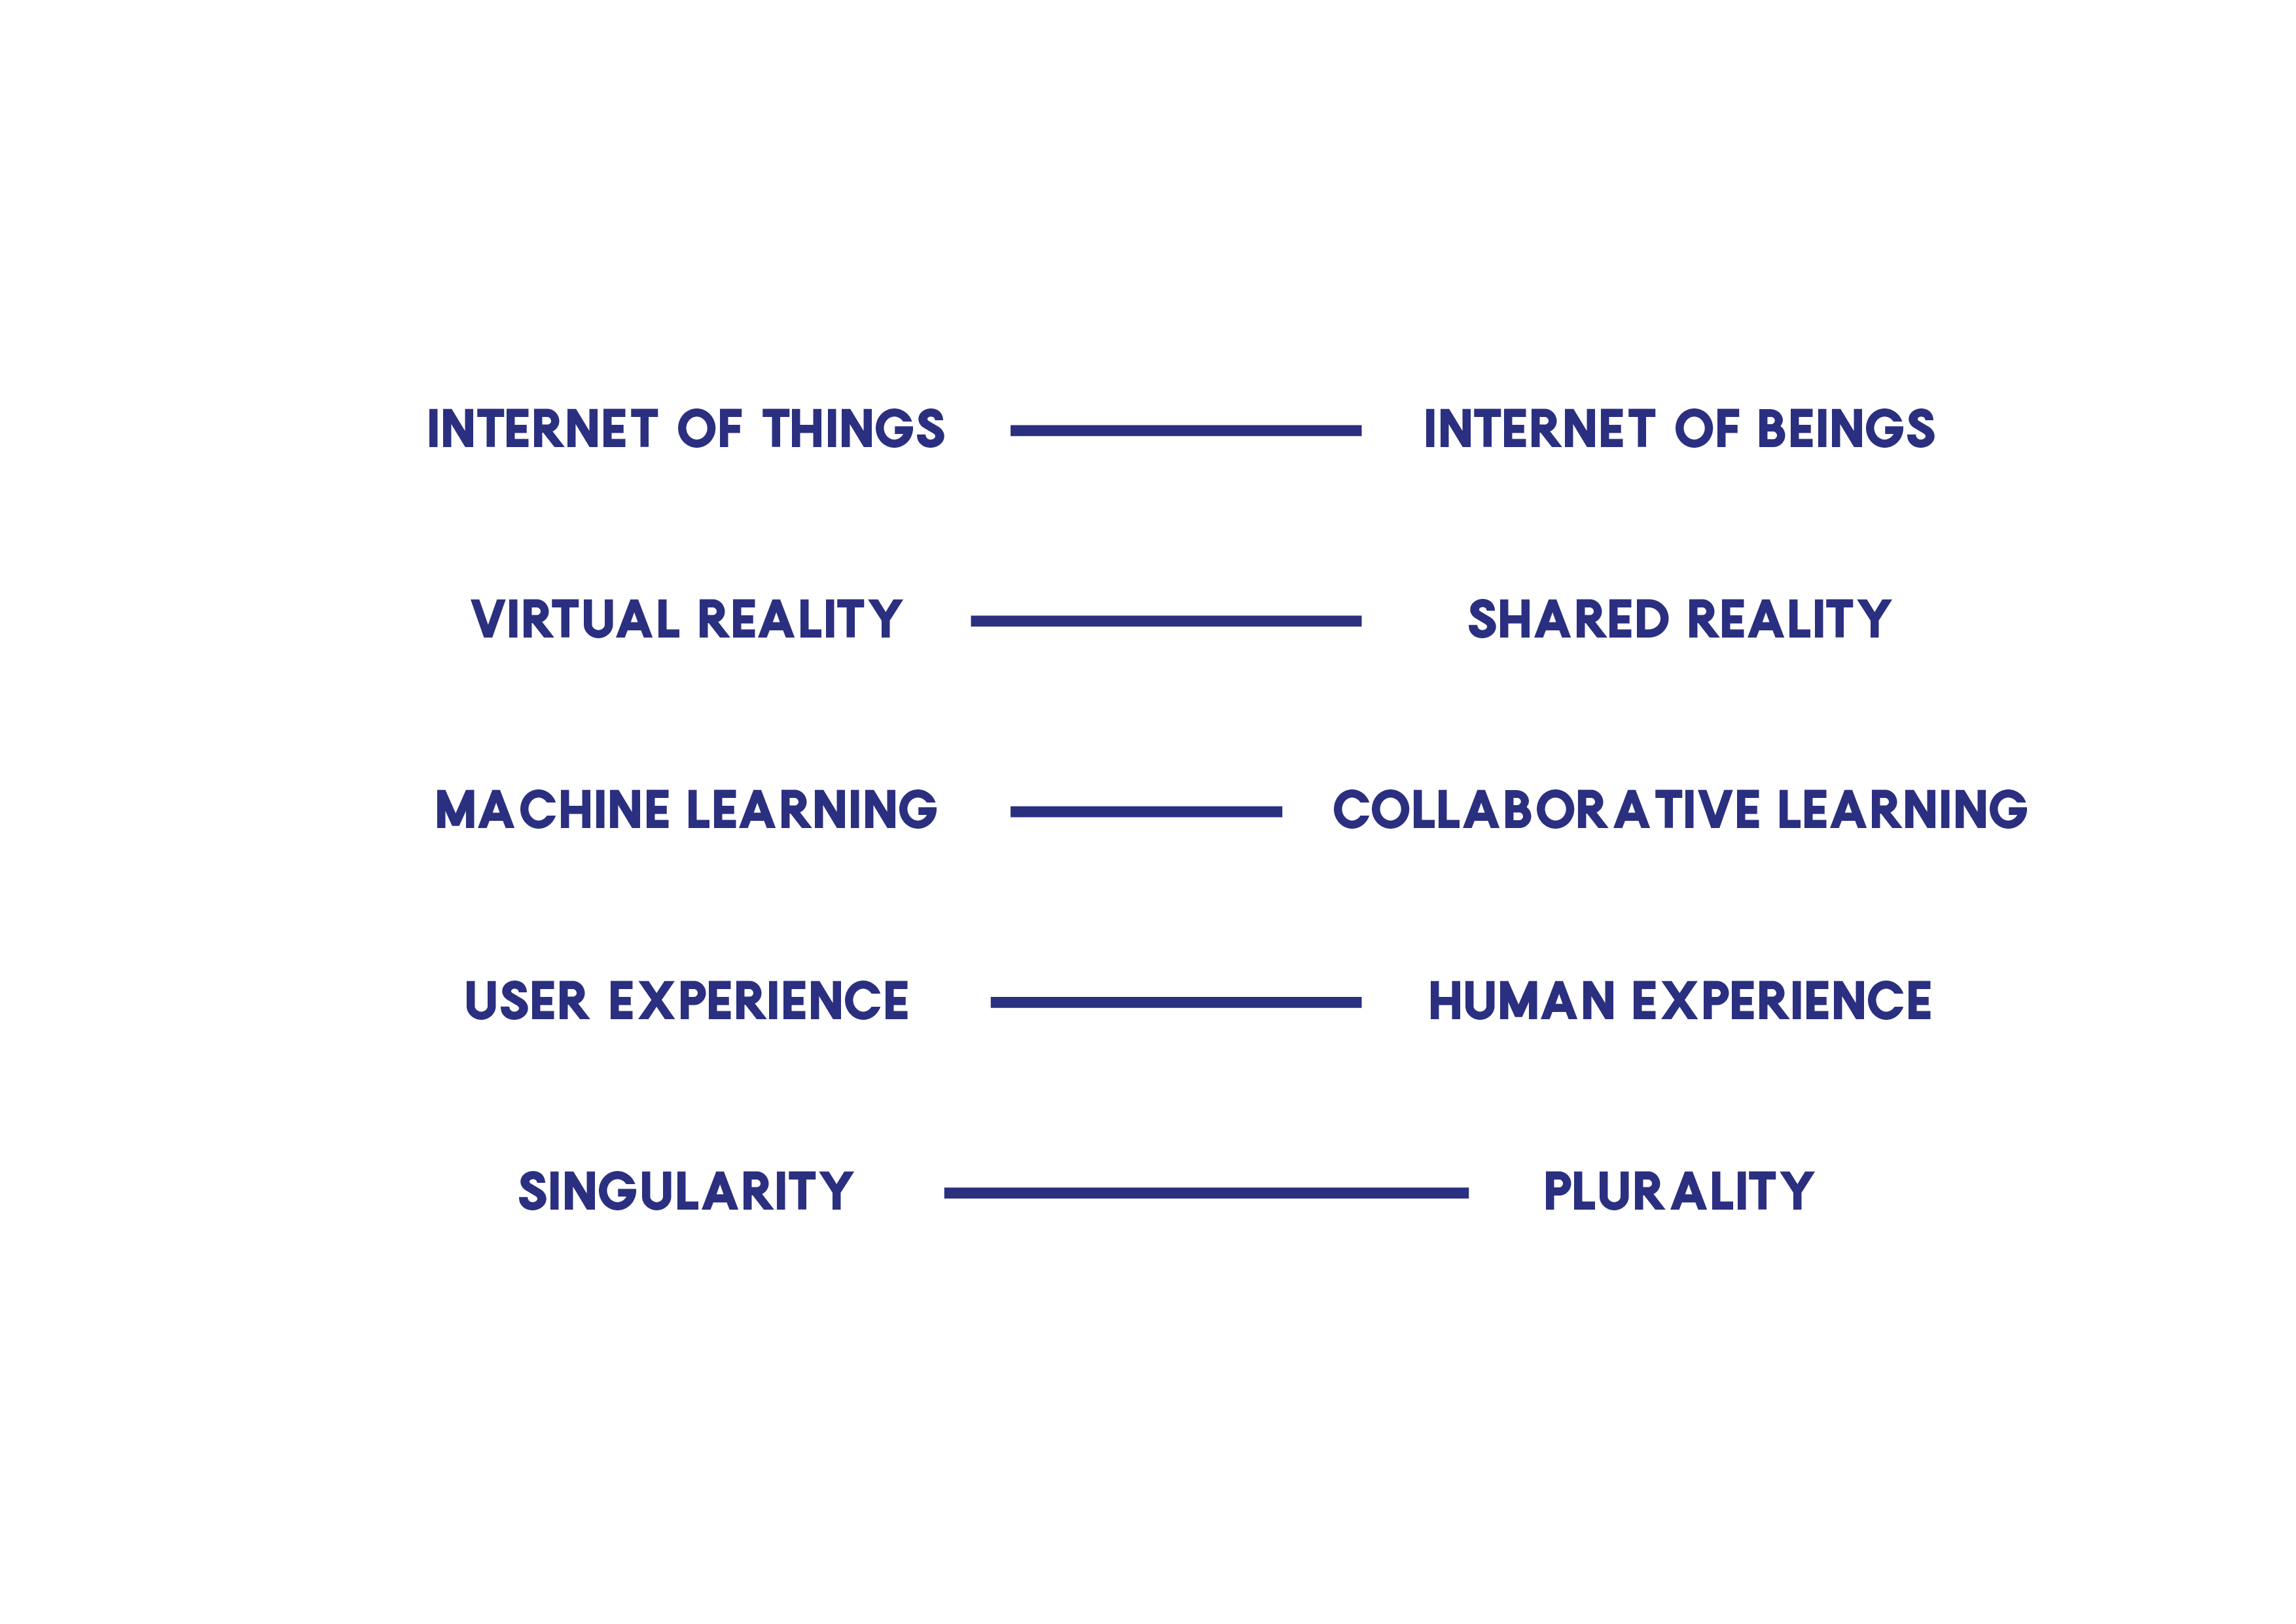 INTERNET OF THINGS INTERNET OF BEINGS
VIRTUAL REALITY SHARED REALITY
MACHINE LEARNING COLLABORATIVE LEARNING
USER EXPERIENCE HUMAN EXPERIENCE
SINGULARITY PLURALITY